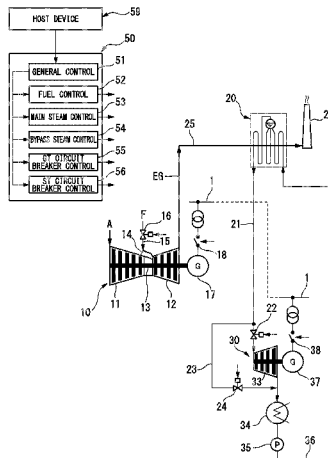 HOST DEVICE
59
50
GENERAL CONTROL
51
FUEL CONTROL
52
MAIN STEAM CONTROL
53
BYPASS STEAM CONTROL
54
GT CIRCUIT
BREAKER CONTROL
55
ST CIRCUIT
BREAKER CONTROL
56
20
25
EG
1
21
F
16
15
14
A
18
13
12
11
10
G
17
1
22
30
38
23
33
G
37
24
34
35
P
36